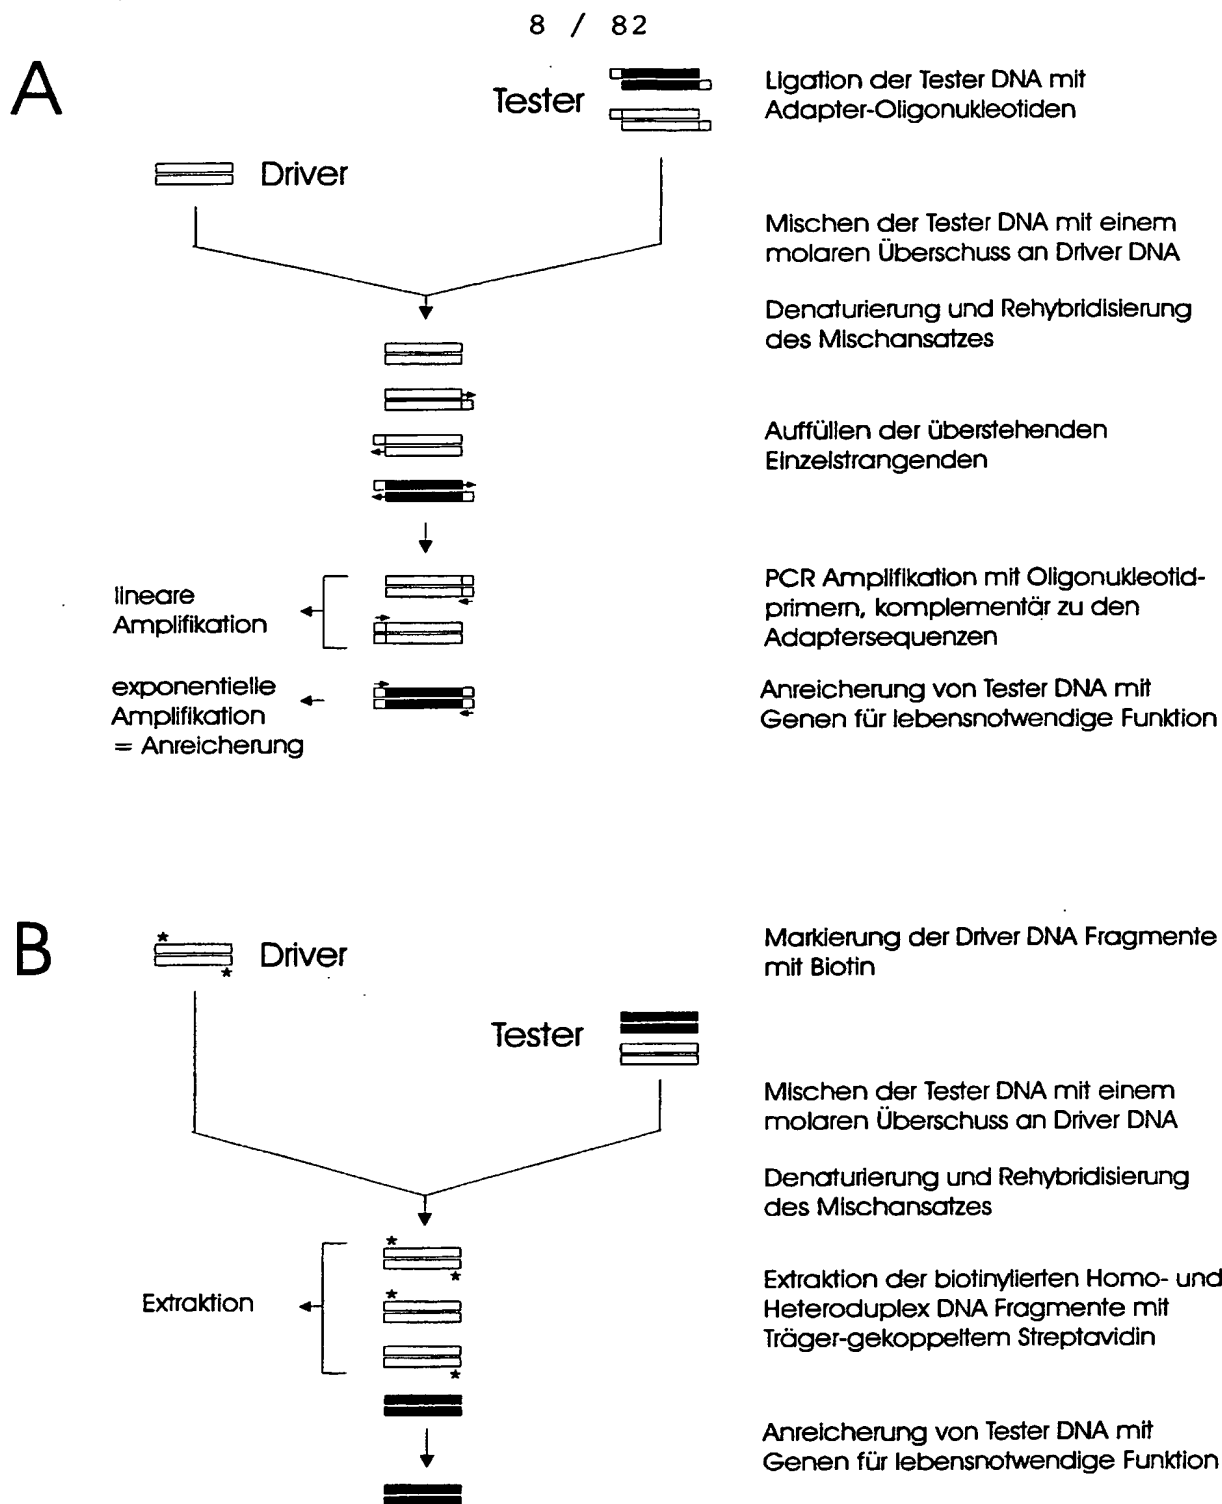 8 / 82
A
Tester
Ligation der Tester DNA mit
Adapter-Oligonukleotiden
Driver
Mischen der Tester DNA mit einem
molaren Überschuss an Driver DNA
Denaturierung und Rehybridisierung
des Mischansatzes
Auffüllen der überstehenden
Einzelstrangenden
lineare
Amplifikation
PCR Amplifikation mit Oligonukleotid-
primern, komplementär zu den
Adaptersequenzen
exponentielle
Amplifikation
= Anreicherung
Anreicherung von Tester DNA mit
Genen für lebensnotwendige Funktion
B
* Driver
*
Markierung der Driver DNA Fragmente
mit Biotin
Tester
Mischen der Tester DNA mit einem
molaren Überschuss an Driver DNA
Denaturierung und Rehybridisierung
des Mischansatzes
*
*
*
*
Extraktion
Extraktion der biotinylierten Homo- und
Heteroduplex DNA Fragmente mit
Träger-gekoppeltem Streptavidin
Anreicherung von Tester DNA mit
Genen für lebensnotwendige Funktion